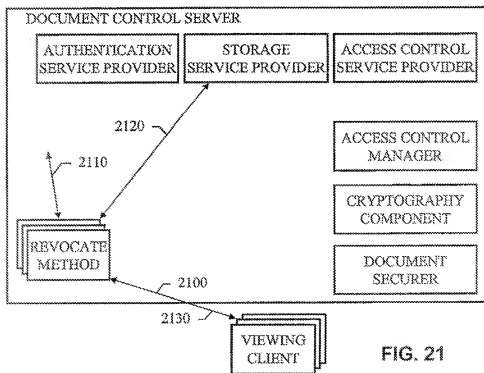 DOCUMENT CONTROL SERVER
AUTHENTICATION
SERVICE PROVIDER
STORAGE
SERVICE PROVIDER
ACCESS CONTROL
SERVICE PROVIDER
2120
2110
ACCESS CONTROL
MANAGER
CRYPTOGRAPHY
COMPONENT
REVOCATE
METHOD
DOCUMENT
SECURER
2100
2130
VIEWING
CLIENT
FIG. 21